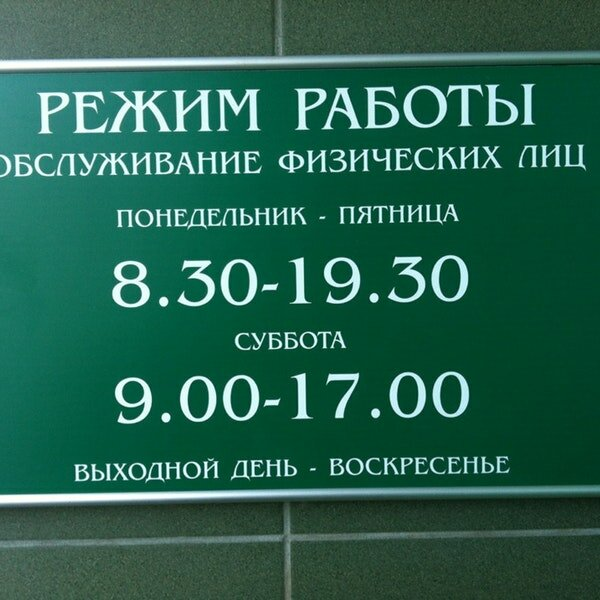 РЕЖИМ РАБОТЫ
ОБСЛУЖИВАНИЕ ФИЗИЧЕСКИХ ЛИЦ
ПОНЕДЕЛЬНИК - ПЯТНИЦА
8.30-19.30
СУББОТА
9.00-17.00
ВЫХОДНОЙ ДЕНЬ - ВОСКРЕСЕНЬЕ